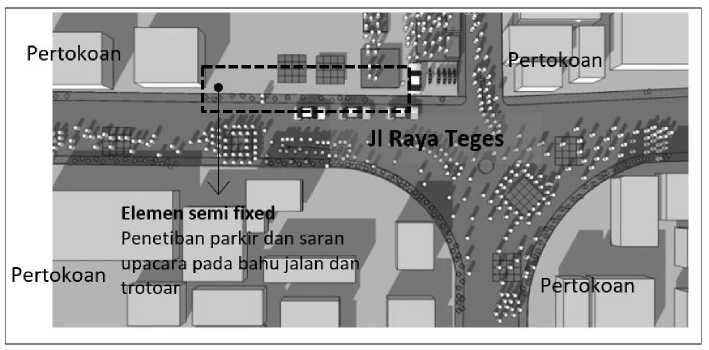 Pertokoan
Pertokoan
Jl Raya Teges
Elemen semi fixed
Penetiban parkir dan saran
upacara pada bahu jalan dan
trotoar
Pertokoan
Pertokoan